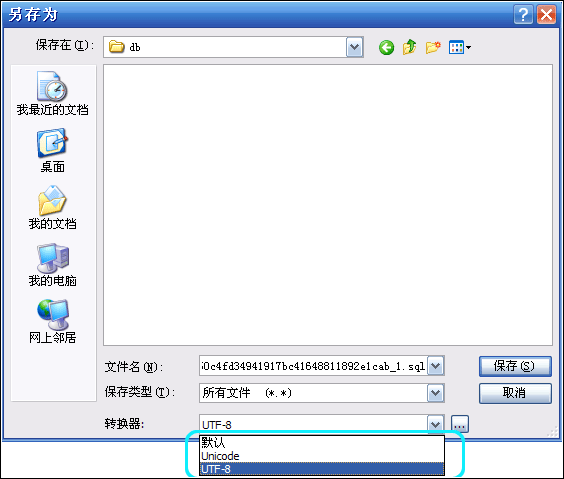 另存为
保存在(I):
db
我最近的文档
桌面
我的文档
我的电脑
网上邻居
文件名(N):
0c4fd34941917bc41648811892e1cab_1.sql
保存(S)
保存类型(T):
所有文件 (*.*)
取消
转换器:
UTF-8
...
默认
Unicode
UTF-8